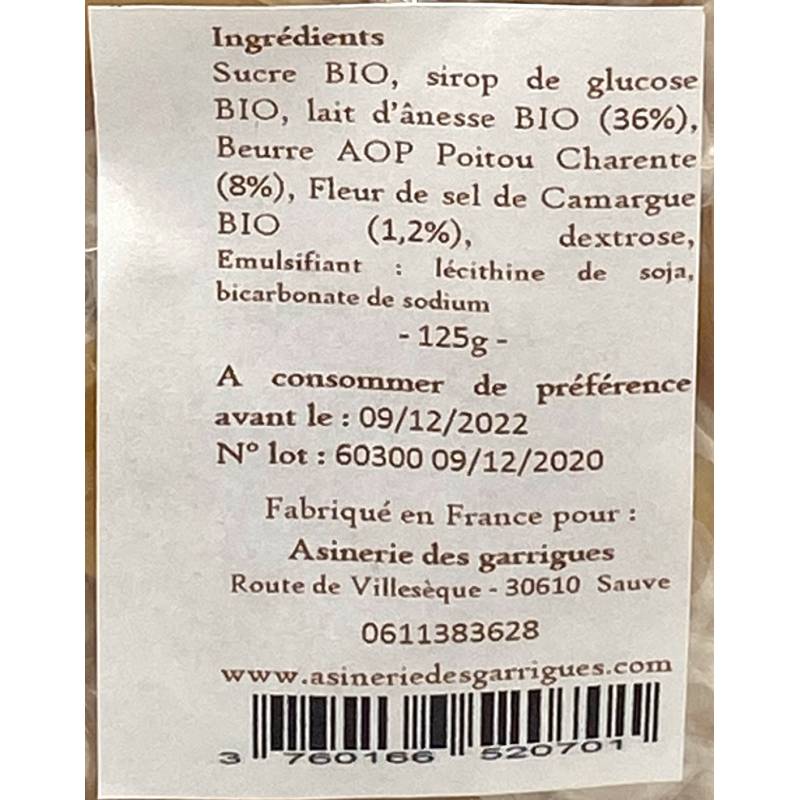 Ingrédients
Sucre BIO, sirop de glucose
BIO, lait d'ânesse BIO (36%),
Beurre AOP Poitou Charente
(8%), Fleur de sel de Camargue
BIO (1,2%), dextrose,
Emulsifiant : lécithine de soja,
bicarbonate de sodium
- 125g -
A consommer de préférence
avant le : 09/12/2022
N° lot : 60300 09/12/2020
Fabriqué en France pour :
Asinerie des garrigues
Route de Villesèque - 30610 Sauve
0611383628
www.asineriedesgarrigues.com
3 760166 520701